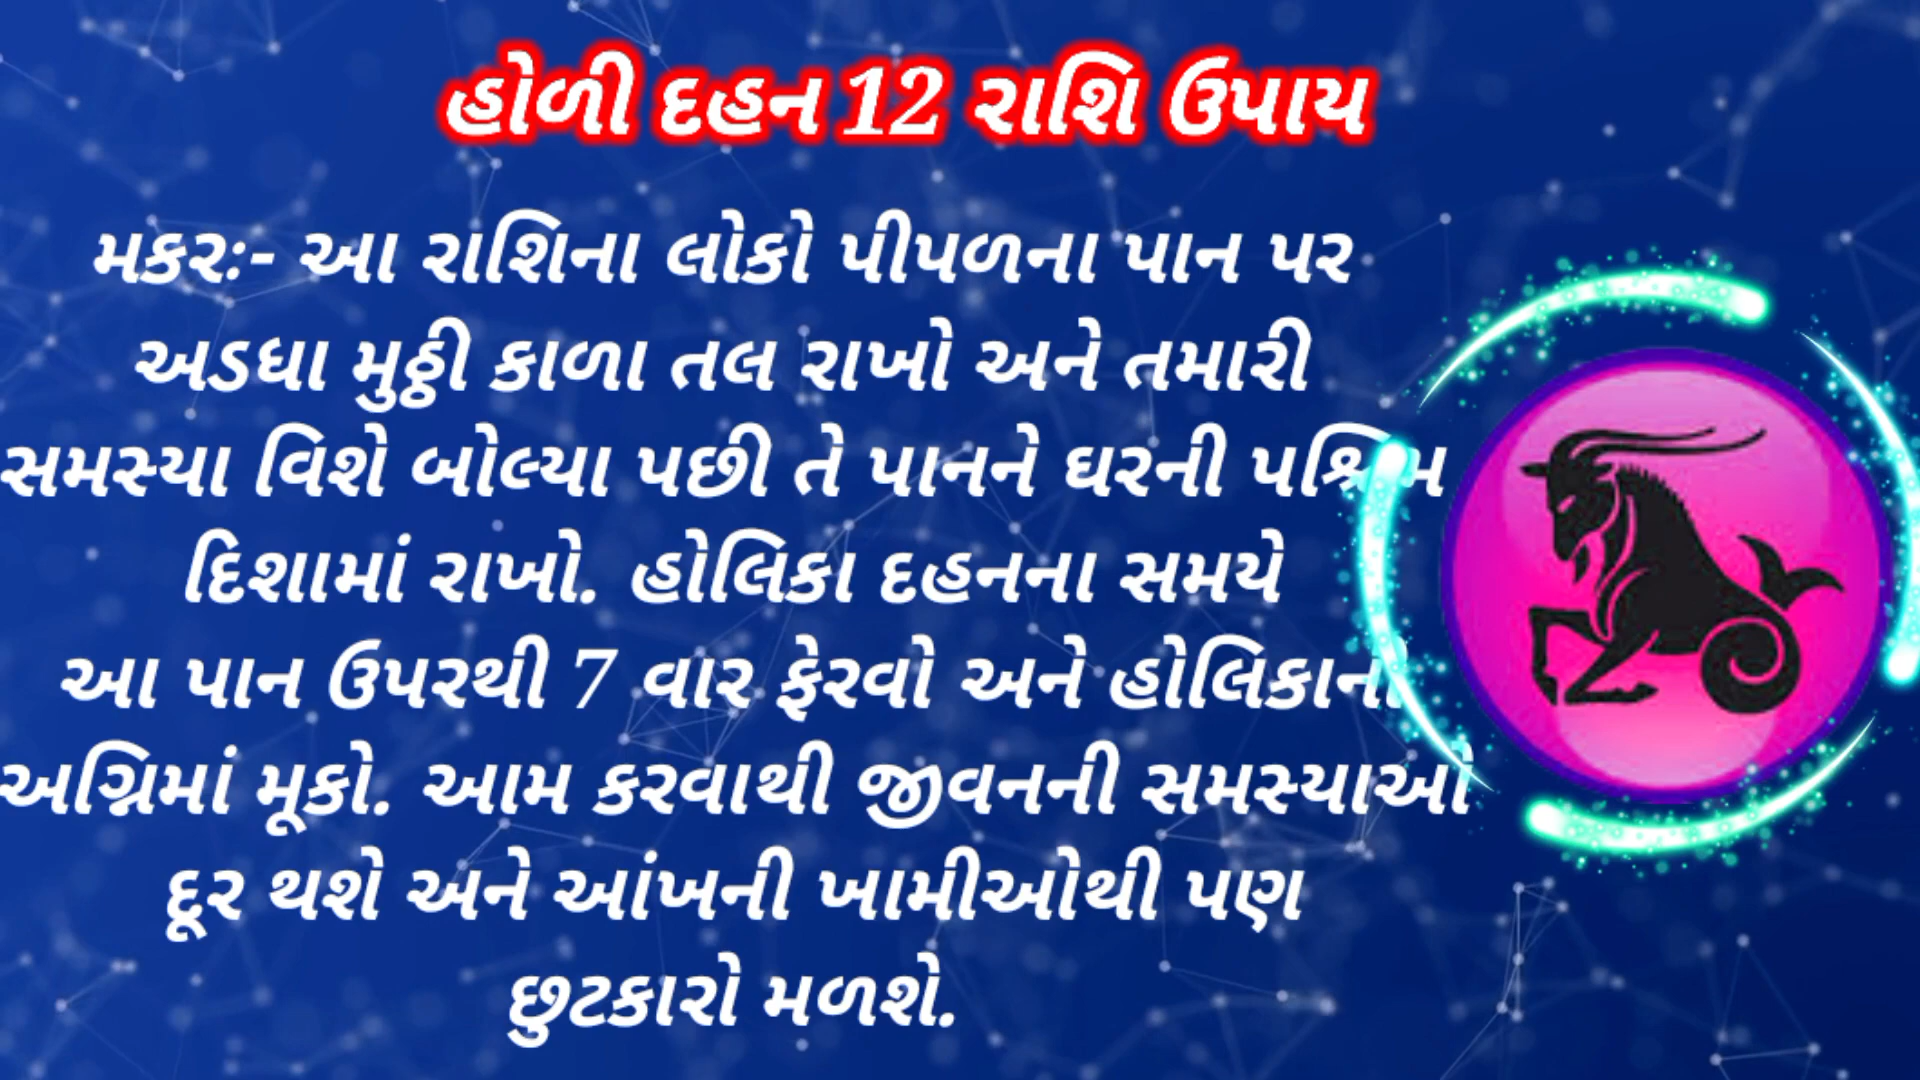 હોળી દહન 12 રાશિ ઉપાય
મકર:- આ રાશિના લોકો પીપળના પાન પર
અડધા મુઠ્ઠી કાળા તલ રાખો અને તમારી
સમસ્યા વિશે બોલ્યા પછી તે પાનને ઘરની પશ્ચિમ
દિશામાં રાખો. હોલિકા દહનના સમયે
આ પાન ઉપરથી 7 વાર ફેરવો અને હોલિકાના
અગ્નિમાં મૂકો. આમ કરવાથી જીવનની સમસ્યાઓ
દૂર થશે અને આંખની ખામીઓથી પણ
છુટકારો મળશે.